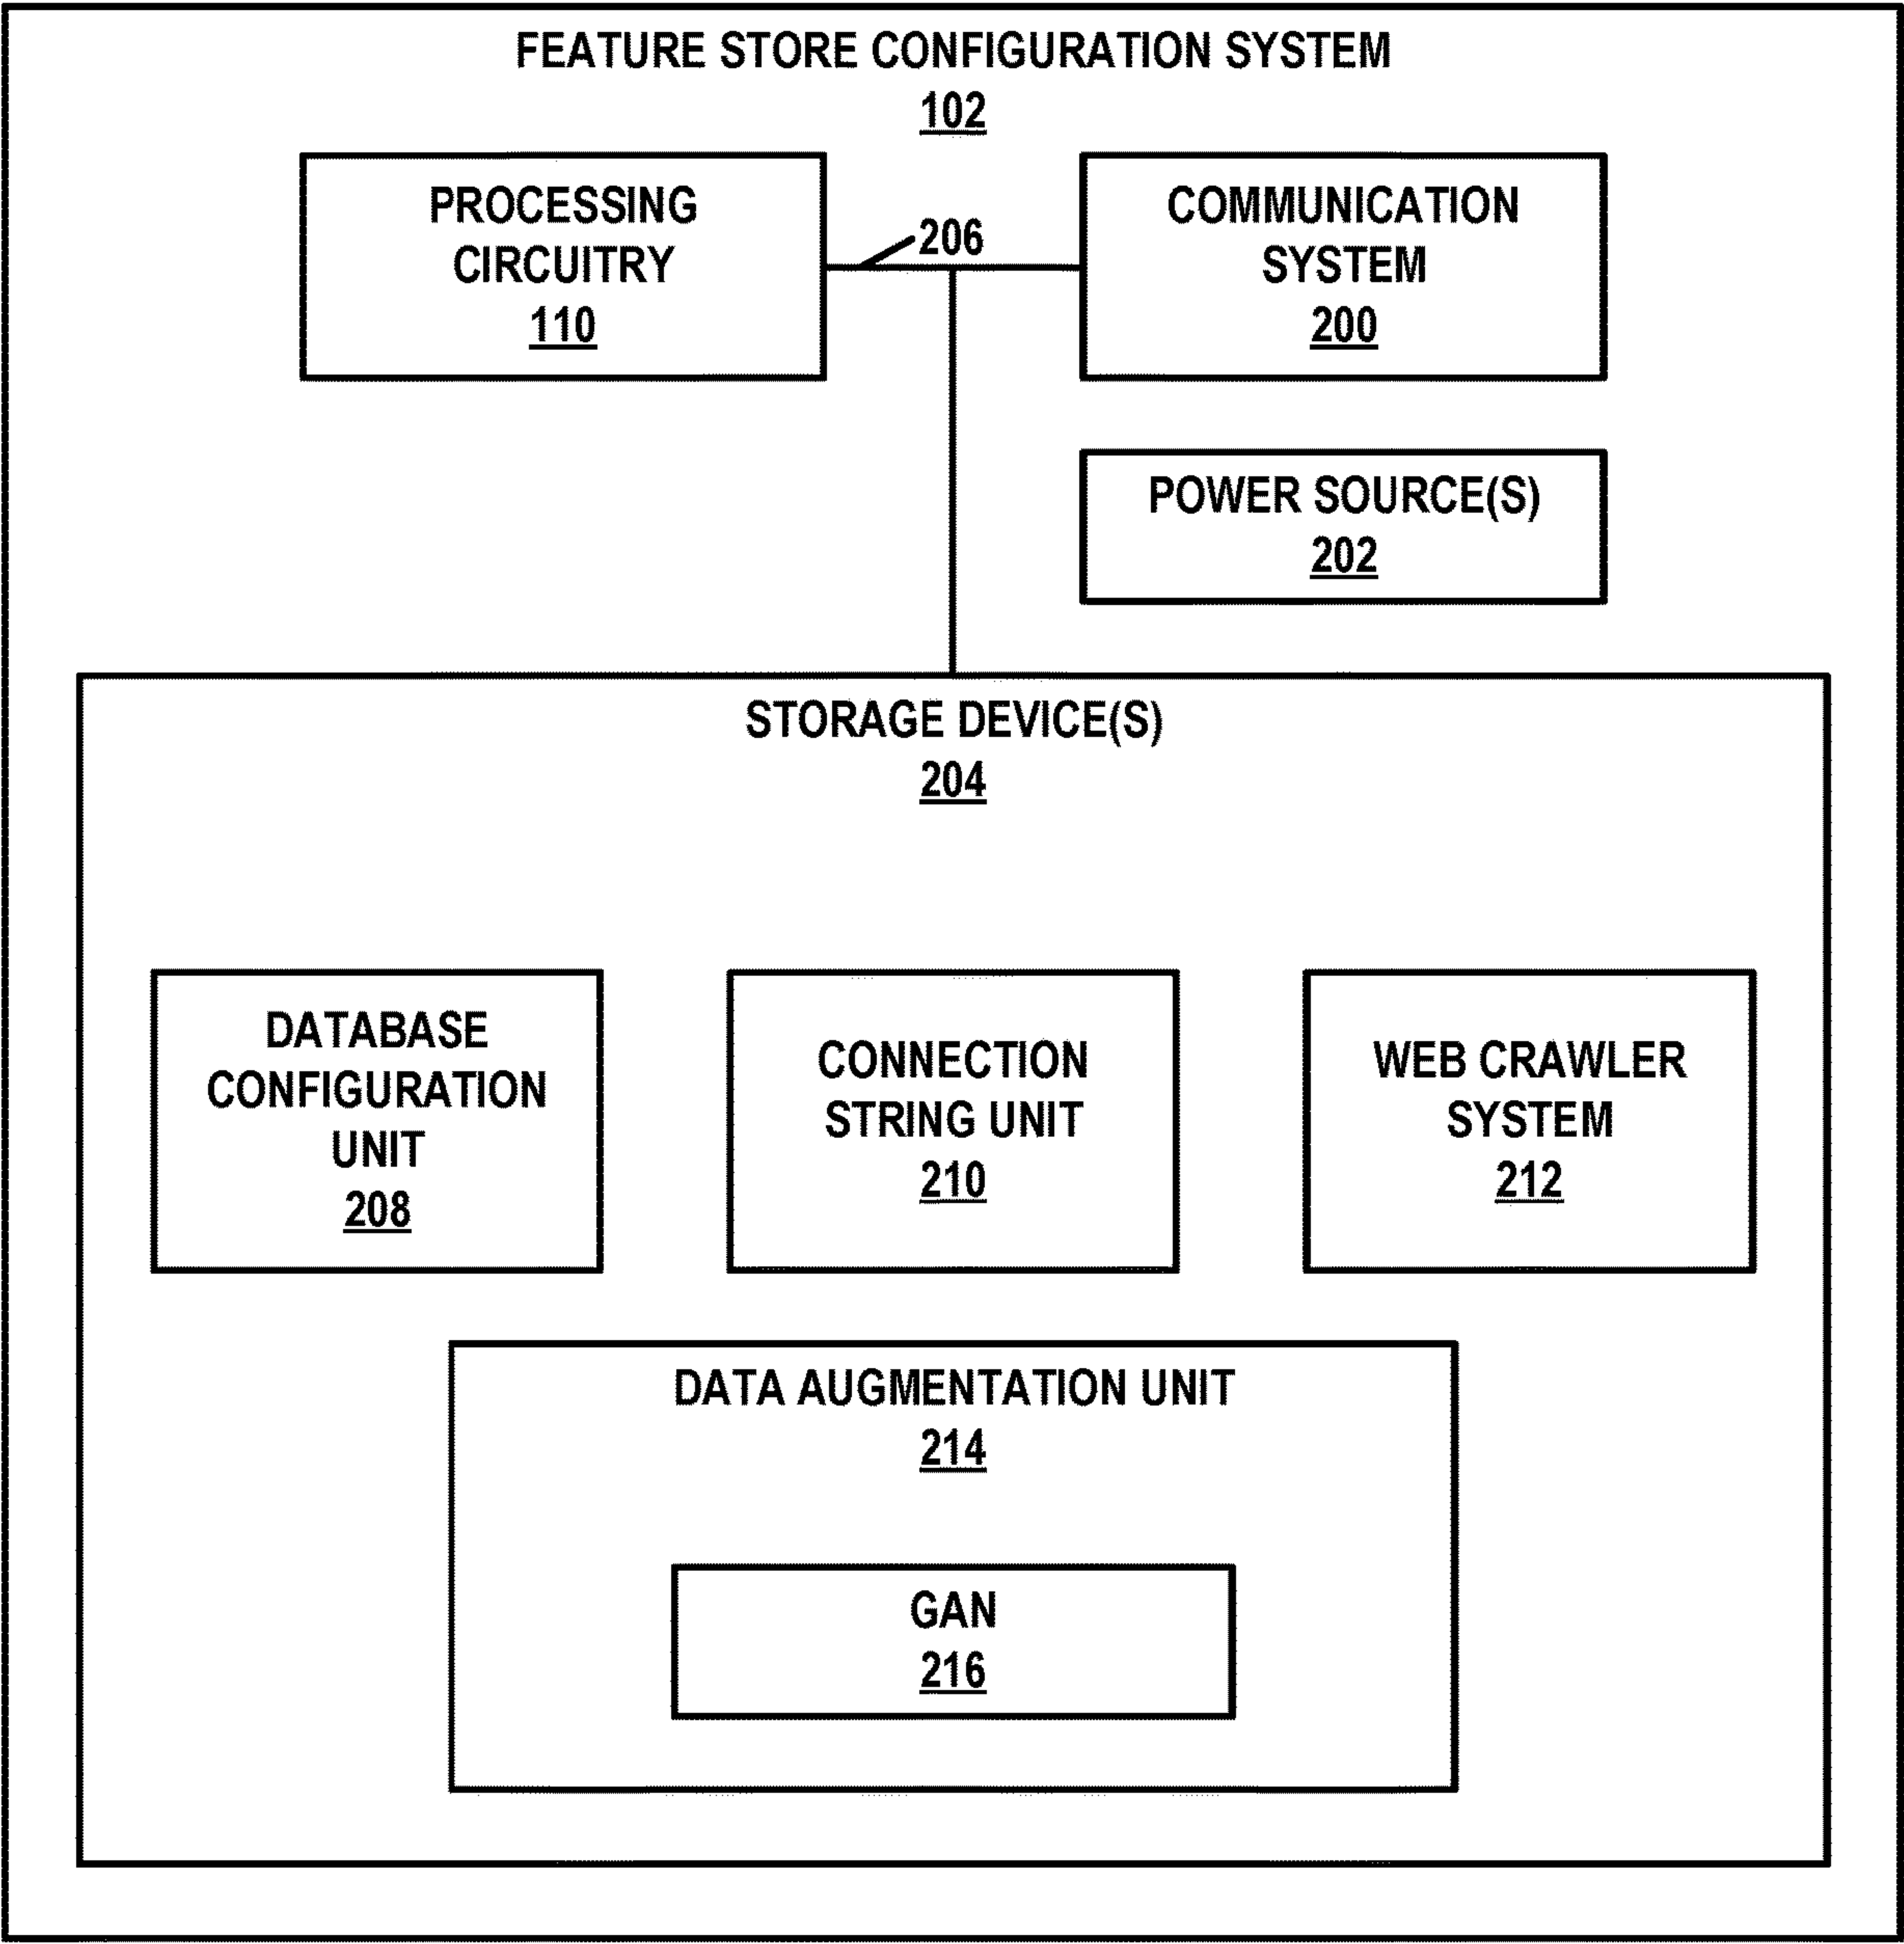 FEATURE STORE CONFIGURATION SYSTEM
102
PROCESSING
CIRCUITRY
110
206
COMMUNICATION
SYSTEM
200
POWER SOURCE(S)
202
STORAGE DEVICE(S)
204
DATABASE
CONFIGURATION
UNIT
208
CONNECTION
STRING UNIT
210
WEB CRAWLER
SYSTEM
212
DATA AUGMENTATION UNIT
214
GAN
216